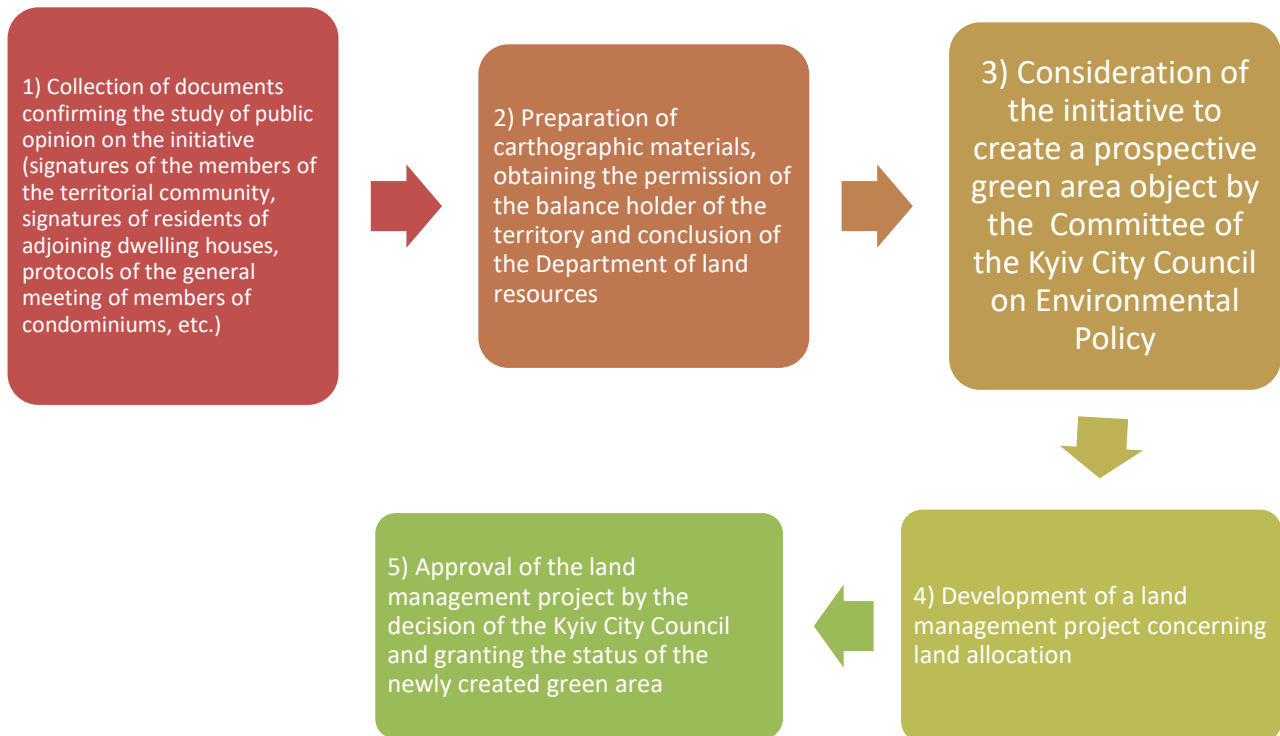 1) Collection of documents
confirming the study of public
opinion on the initiative
(signatures of the members of
the territorial community,
signatures of residents of
adjoining dwelling houses,
protocols of the general
meeting of members of
condominiums, etc.)
2) Preparation of
carthographic materials,
obtaining the permission of
the balance holder of the
territory and conclusion of
the Department of land
resources
3) Consideration of
the initiative to
create a prospective
green area object by
the Committee of
the Kyiv City Council
on Environmental
Policy
4) Development of a land
management project concerning
land allocation
5) Approval of the land
management project by the
decision of the Kyiv City Council
and granting the status of the
newly created green area